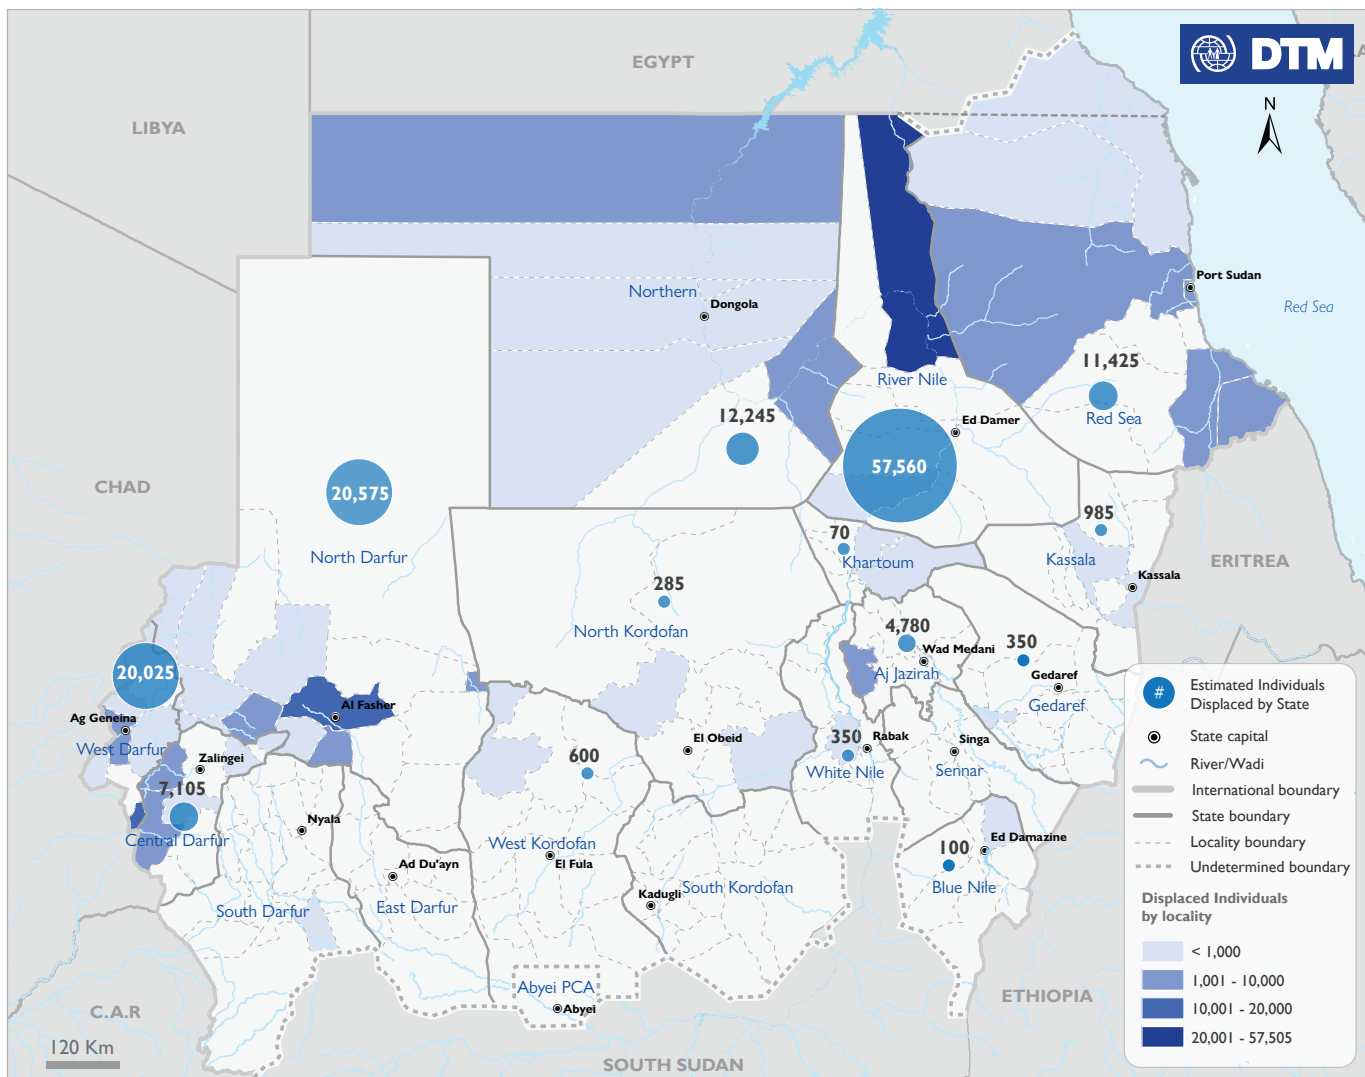 EGYPT
DTM
LIBYA
N
Port Sudan
Northern
Dongola
Red Sea
River Nile
11,425
Red Sea
12,245
Ed Damer
57,560
CHAD
20,575
North Darfur
70
Khartoum
985
Kassala
Kassala
ERITREA
285
North Kordofan
4,780
Wad Medani
Aj Jazirah
350
Gedaref
Gedaref
20,025
Ag Geneina
West Darfur
Al Fasher
Zalingei
7,105
Central Darfur
El Obeid
600
350
Rabak
White Nile
Singa
Sennar
Nyala
West Kordofan
El Fula
Ad Du'ayn
East Darfur
South Darfur
Kadugli
South Kordofan
100
Ed Damazine
Blue Nile
Abyei PCA
Abyei
C.A.R
120 Km
SOUTH SUDAN
ETHIOPIA
#
Estimated Individuals
Displaced by State
State capital
River/Wadi
International boundary
State boundary
Locality boundary
Undetermined boundary
Displaced Individuals
by locality
< 1,000
1,001 - 10,000
10,001 - 20,000
20,001 - 57,505